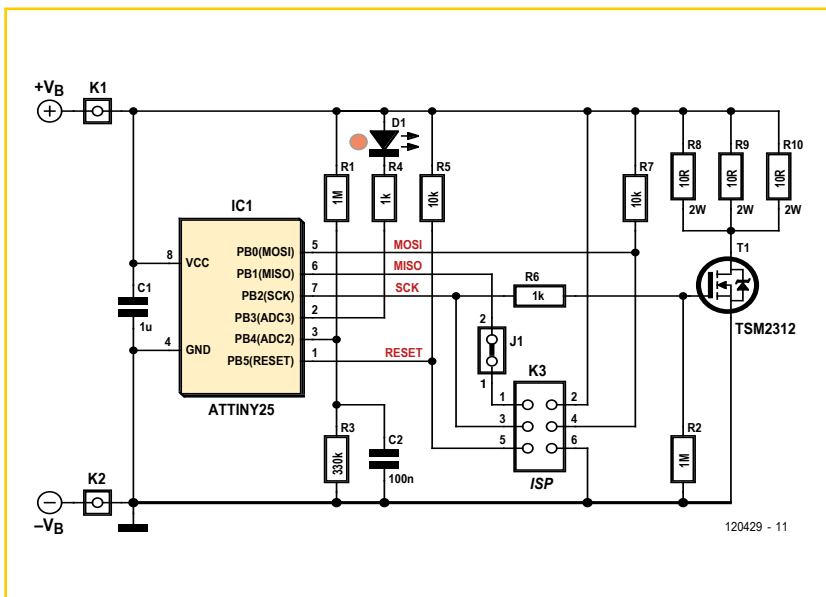 +VB
K1
D1
R1
1M
R4
1k
R5
10k
R7
10k
R8
10R
2W
R9
10R
2W
R10
10R
2W
IC1
8
VCC
4
GND
PB0(MOSI)
5
MOSI
PB1(MISO)
6
MISO
PB2(SCK)
7
SCK
PB3(ADC3)
2
PB4(ADC2)
3
PB5(RESET)
1
RESET
ATTINY25
C1
1u
R6
1k
T1
TSM2312
2
J1
1
K3
1
2
3
4
5
6
ISP
R3
330k
C2
100n
R2
1M
K2
–VB
120429 - 11